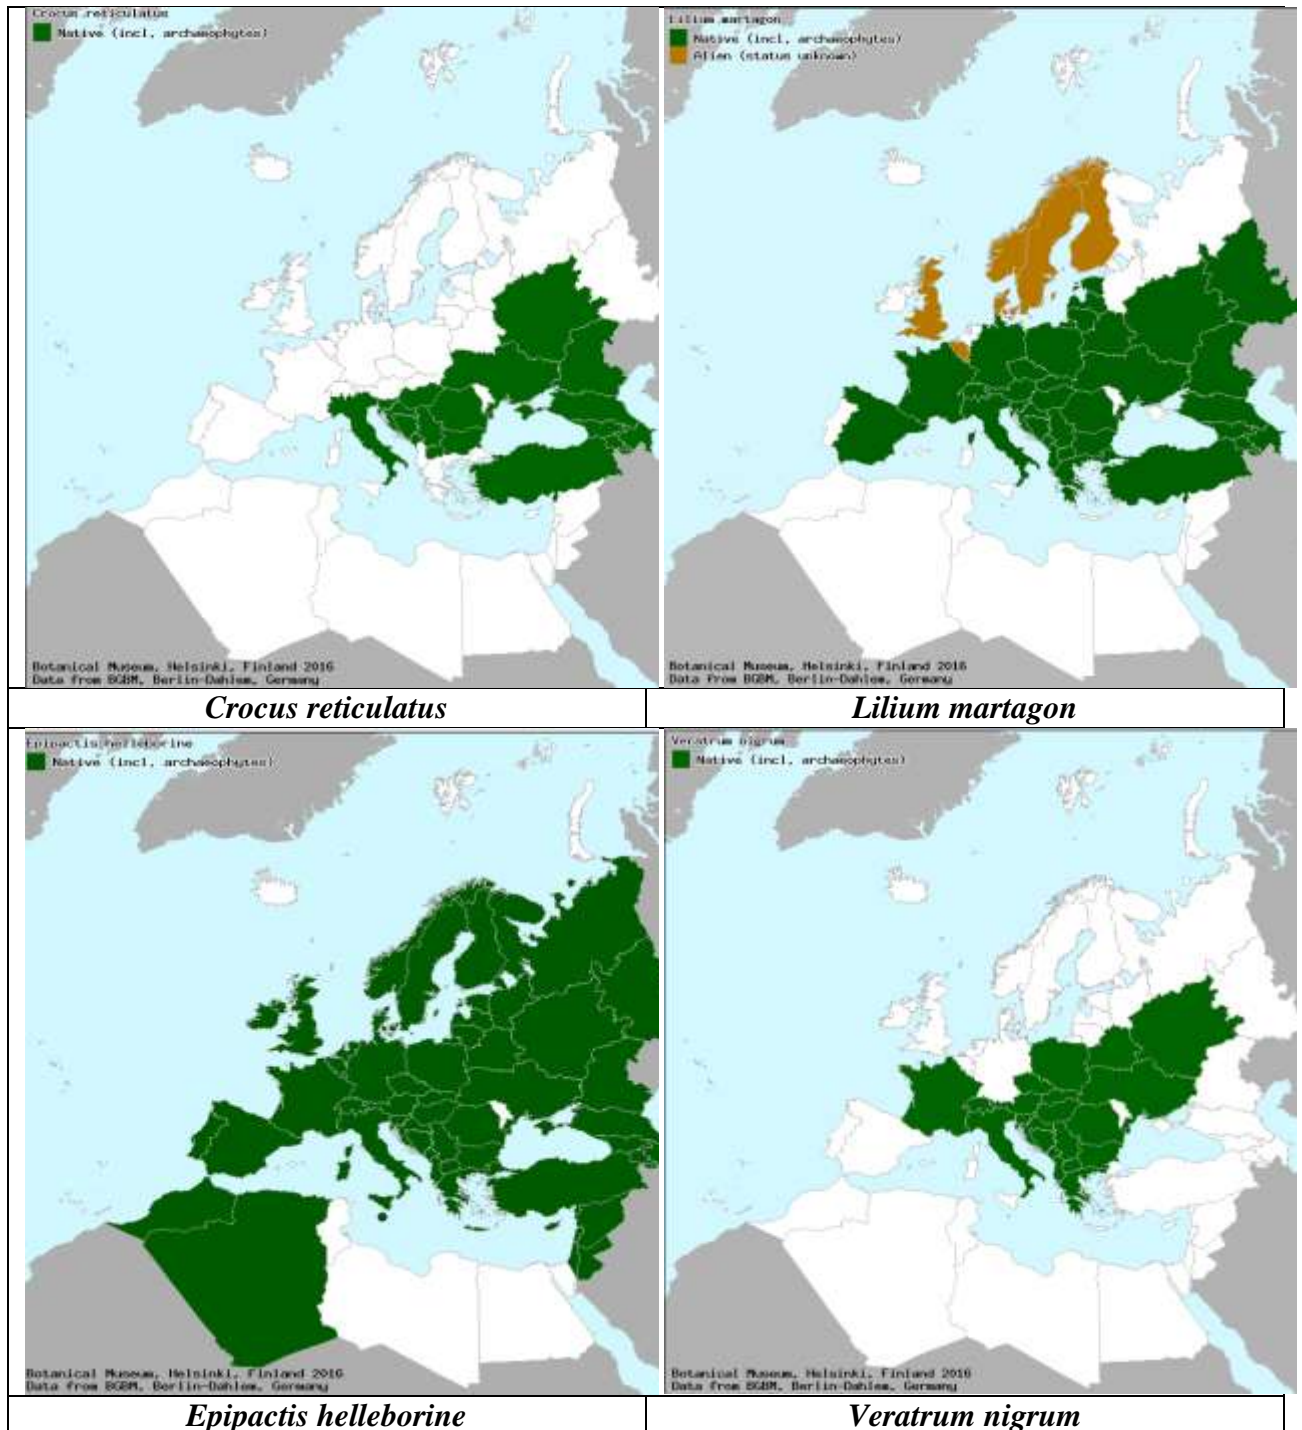 Crocus reticulatus
Native (incl. archaeophytes)
Botanical Museum, Helsinki, Finland 2016
Data from BGBM, Berlin-Dahlem, Germany
Lilium martagon
Native (incl. archaeophytes)
Alien (status unknown)
Botanical Museum, Helsinki, Finland 2016
Data from BGBM, Berlin-Dahlem, Germany
Crocus reticulatus
Lilium martagon
Epipactis helleborine
Native (incl. archaeophytes)
Botanical Museum, Helsinki, Finland 2016
Data from BGBM, Berlin-Dahlem, Germany
Veratrum nigrum
Native (incl. archaeophytes)
Botanical Museum, Helsinki, Finland 2016
Data from BGBM, Berlin-Dahlem, Germany
Epipactis helleborine
Veratrum nigrum